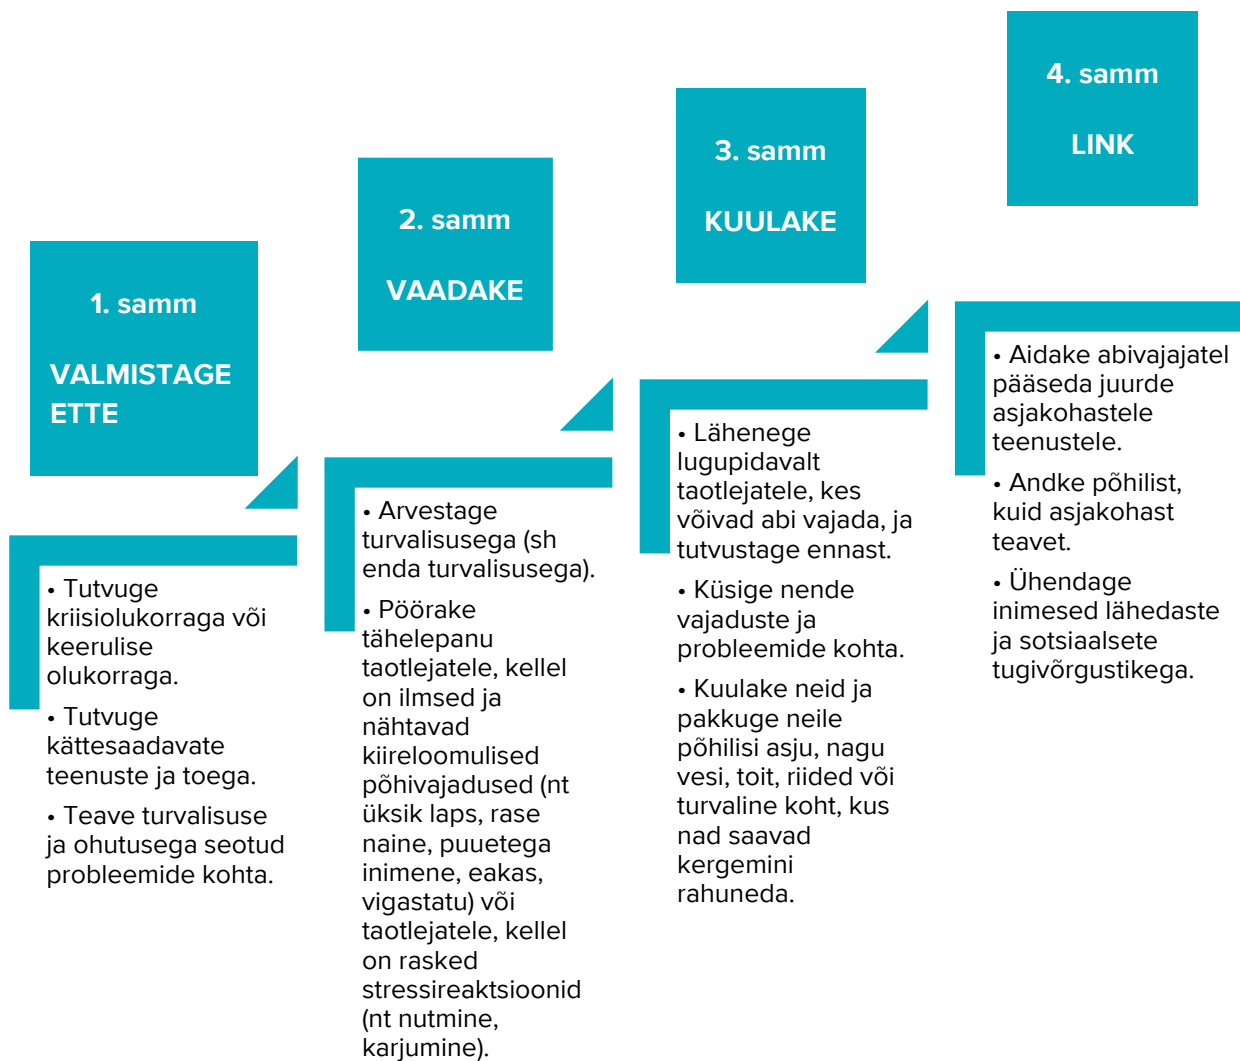 1. samm
VALMISTAGE
ETTE
• Tutvuge
kriisiolukorraga või
keerulise
olukorraga.
• Tutvuge
kättesaadavate
teenuste ja toega.
• Teave turvalisuse
ja ohutusega seotud
probleemide kohta.
2. samm
VAADAKE
• Arvestage
turvalisusega (sh
enda turvalisusega).
• Pöörake
tähelepanu
taotlejatele, kellel
on ilmsed ja
nähtavad
kiireloomulised
põhivajadused (nt
üksik laps, rase
naine, puuetega
inimene, eakas,
vigastatu) või
taotlejatele, kellel
on rasked
stressireaktsioonid
(nt nutmine,
karjumine).
3. samm
KUULAKE
• Lähenege
lugupidavalt
taotlejatele, kes
võivad abi vajada, ja
tutvustage ennast.
• Küsige nende
vajaduste ja
probleemide kohta.
• Kuulake neid ja
pakkuge neile
põhilisi asju, nagu
vesi, toit, riided või
turvaline koht, kus
nad saavad
kergemini
rahuneda.
4. samm
LINK
• Aidake abivajajatel
pääseda juurde
asjakohastele
teenustele.
• Andke põhilist,
kuid asjakohast
teavet.
• Ühendage
inimesed lähedaste
ja sotsiaalsete
tugivõrgustikega.